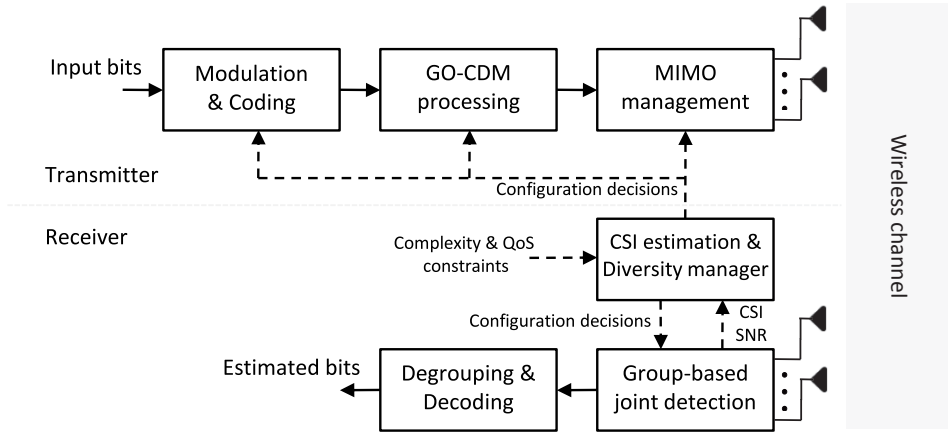 Input bits
Modulation
& Coding
GO-CDM
processing
MIMO
management
Transmitter
Configuration decisions
Wireless channel
Receiver
Complexity & QoS
constraints
CSI estimation &
Diversity manager
Configuration decisions
CSI
SNR
Estimated bits
Degrouping &
Decoding
Group-based
joint detection